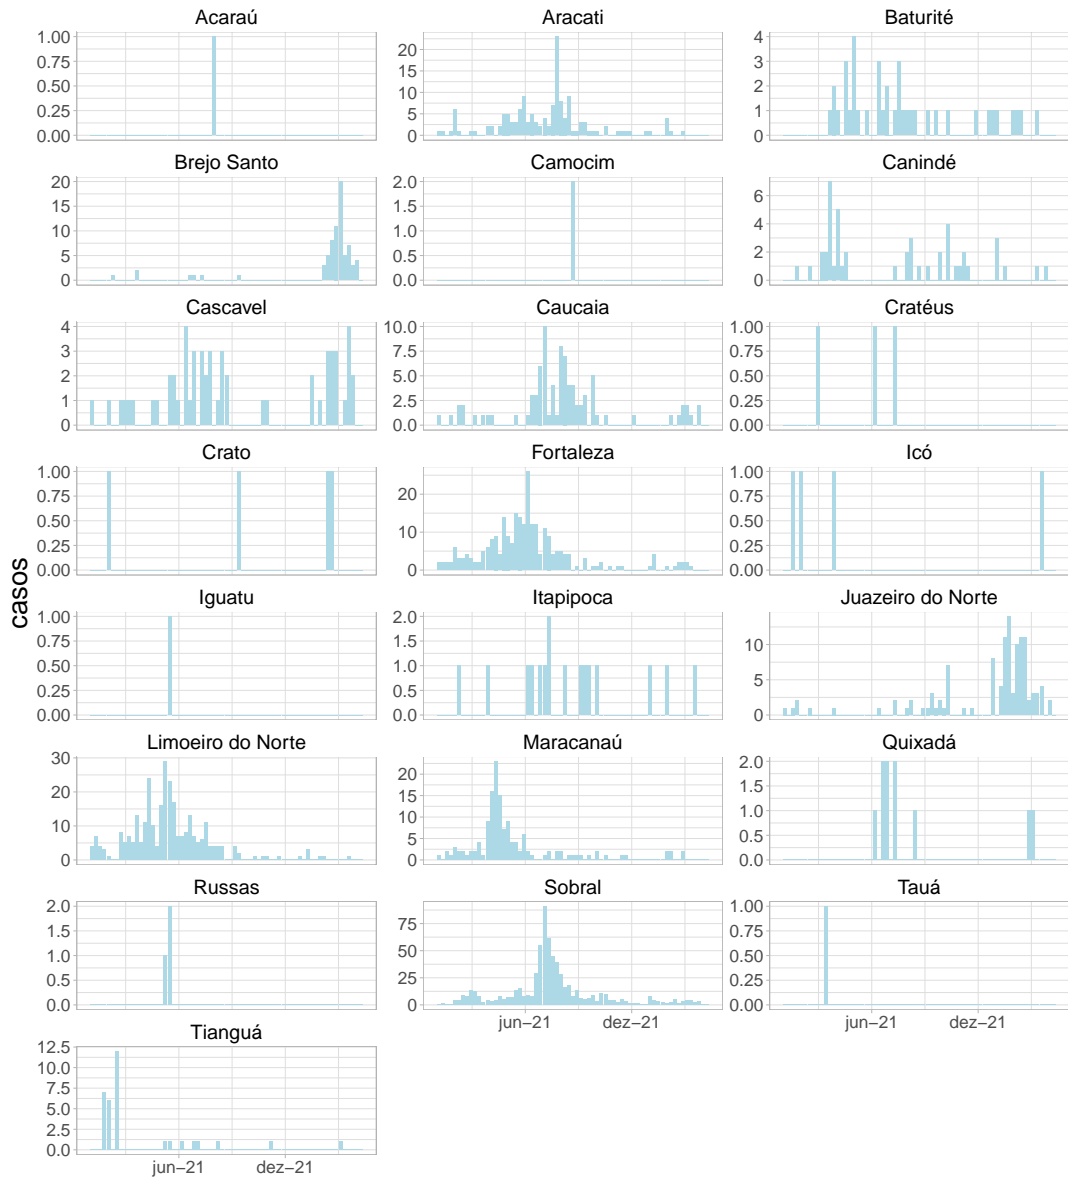 Acaraú Aracati Baturité
1.00 0.75 0.50 0.25 0.00
20 15 10 5 0
4 3 2 1 0
Brejo Santo Camocim Canindé
20 15 10 5 0
2.0 1.5 1.0 0.5 0.0
6 4 2 0
Cascavel Caucaia Cratéus
4 3 2 1 0
10.0 7.5 5.0 2.5 0.0
1.00 0.75 0.50 0.25 0.00
Crato Fortaleza Icó
1.00 0.75 0.50 0.25 0.00
20 10 0
1.00 0.75 0.50 0.25 0.00
casos
Iguatu Itapipoca Juazeiro do Norte
1.00 0.75 0.50 0.25 0.00
2.0 1.5 1.0 0.5 0.0
10 5 0
Limoeiro do Norte Maracanaú Quixadá
30 20 10 0
20 15 10 5 0
2.0 1.5 1.0 0.5 0.0
Russas Sobral Tauá
2.0 1.5 1.0 0.5 0.0
75 50 25 0
1.00 0.75 0.50 0.25 0.00
jun−21 dez−21 jun−21 dez−21
Tianguá
12.5 10.0 7.5 5.0 2.5 0.0
jun−21 dez−21